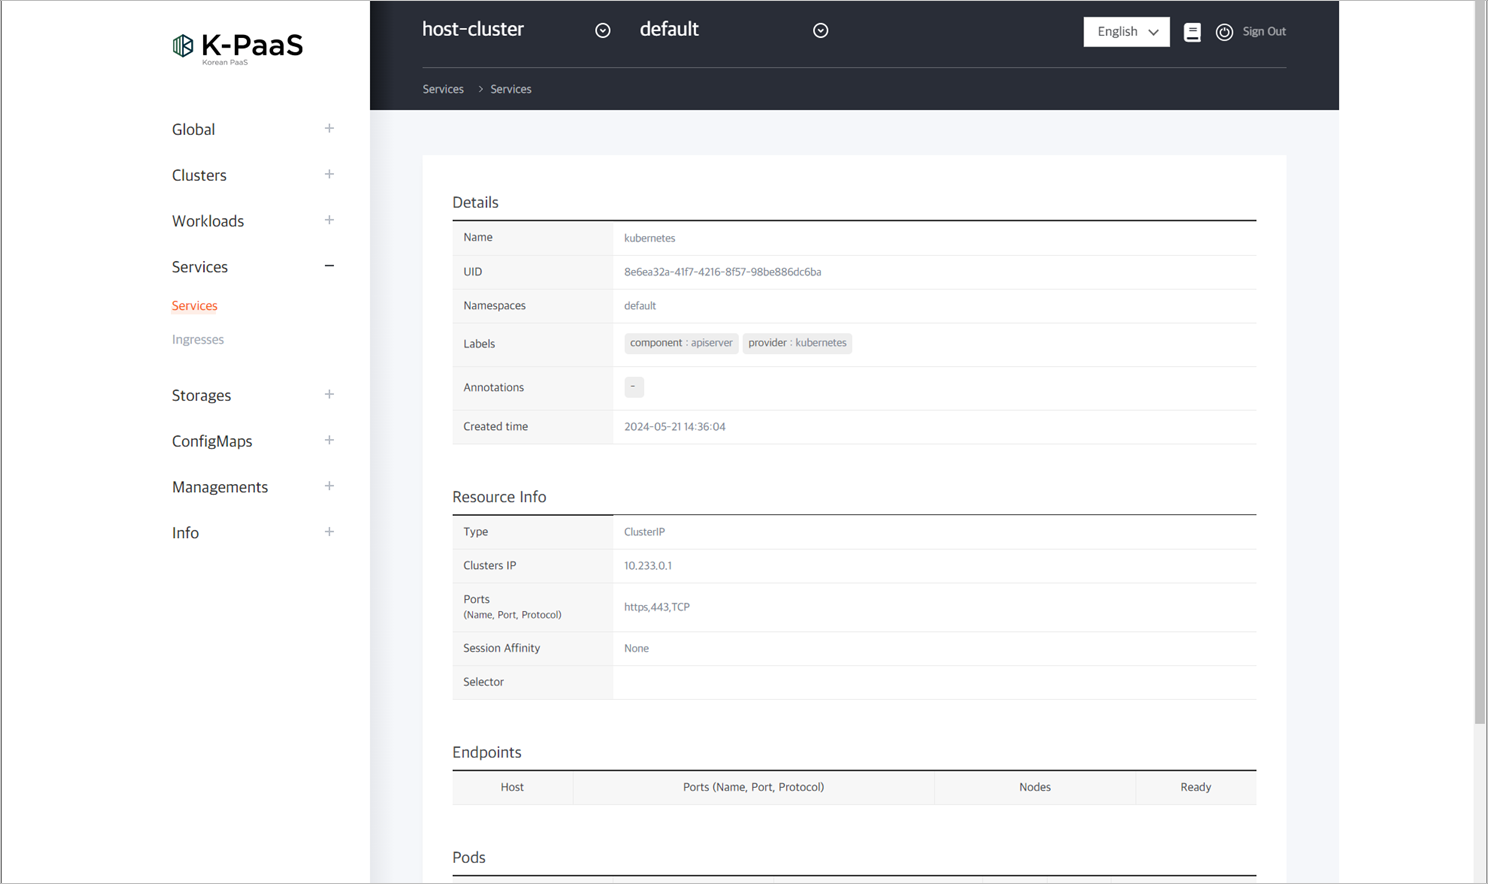 K-PaaS
Korean PaaS
host-cluster
default
English
Sign Out
Services > Services
Global +
Clusters +
Workloads +
Services −
Services
Ingresses
Storages +
ConfigMaps +
Managements +
Info +
Details
Name kubernetes
UID 8e6ea32a-41f7-4216-8f57-98be886dc6ba
Namespaces default
Labels component : apiserver provider : kubernetes
Annotations -
Created time 2024-05-21 14:36:04
Resource Info
Type ClusterIP
Clusters IP 10.233.0.1
Ports
(Name, Port, Protocol) https,443,TCP
Session Affinity None
Selector
Endpoints
Host Ports (Name, Port, Protocol) Nodes Ready
Pods